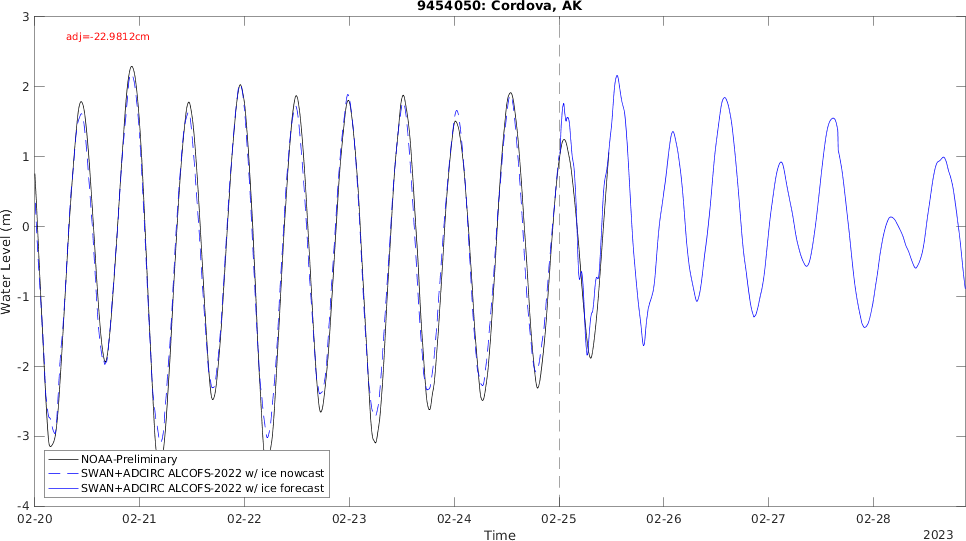 9454050: Cordova, AK
adj=-22.9812cm
3
2
1
0
-1
-2
-3
-4
Water Level (m)
NOAA-Preliminary
SWAN+ADCIRC ALCOFS-2022 w/ ice nowcast
SWAN+ADCIRC ALCOFS-2022 w/ ice forecast
02-20 02-21 02-22 02-23 02-24 02-25 02-26 02-27 02-28
Time
2023